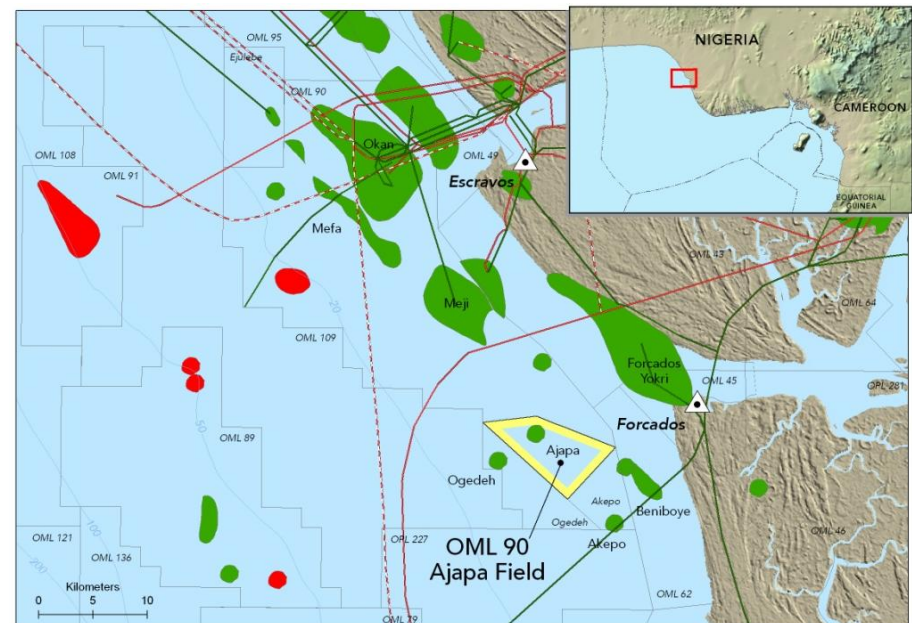 OML 95
Ejulebe
OML 90
OML 108
OML 91
Okan
OML 49
Escravos
Mefa
NIGERIA
CAMEROON
EQUATORIAL
GUINEA
OML 43
OML 64
Meji
20
OML 109
Forcados
Yokri
OML 45
OPL 281
Forcados
50
OML 89
Ajapa
Ogedeh
Akepo
Beniboye
Ogedeh
Akepo
OML 46
OML 121
100
OML 136
OPL 227
OML 90
Ajapa Field
200
Kilometers
0 5 10
OML 79
OML 62